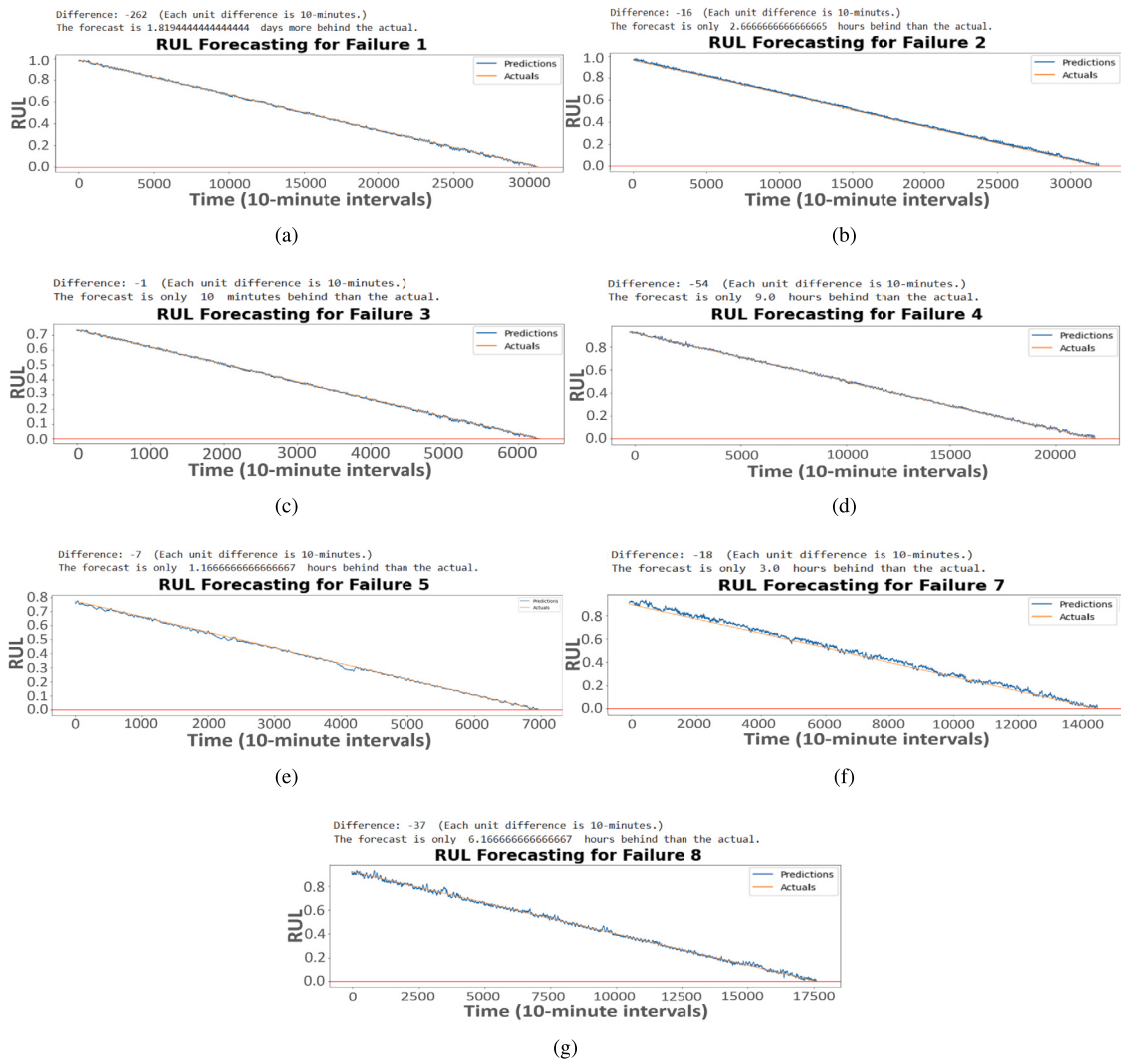 Difference: -262 (Each unit difference is 10-minutes.)
The forecast is 1.8194444444444444 days more behind the actual.
RUL Forecasting for Failure 1
1.0
0.8
0.6
0.4
0.2
0.0
RUL
Predictions
Actuals
0 5000 10000 15000 20000 25000 30000
Time (10-minute intervals)
(a)
Difference: -16 (Each unit difference is 10-minutes.)
The forecast is only 2.6666666666666665 hours behind than the actual.
RUL Forecasting for Failure 2
1.0
0.8
0.6
0.4
0.2
0.0
RUL
Predictions
Actuals
0 5000 10000 15000 20000 25000 30000
Time (10-minute intervals)
(b)
Difference: -1 (Each unit difference is 10-minutes.)
The forecast is only 10 mintutes behind than the actual.
RUL Forecasting for Failure 3
0.7
0.6
0.5
0.4
0.3
0.2
0.1
0.0
RUL
Predictions
Actuals
0 1000 2000 3000 4000 5000 6000
Time (10-minute intervals)
(c)
Difference: -54 (Each unit difference is 10-minutes.)
The forecast is only 9.0 hours behind than the actual.
RUL Forecasting for Failure 4
0.8
0.6
0.4
0.2
0.0
RUL
Predictions
Actuals
0 5000 10000 15000 20000
Time (10-minute intervals)
(d)
Difference: -7 (Each unit difference is 10-minutes.)
The forecast is only 1.1666666666666667 hours behind than the actual.
RUL Forecasting for Failure 5
0.8
0.7
0.6
0.5
0.4
0.3
0.2
0.1
0.0
RUL
Predictions
Actuals
0 1000 2000 3000 4000 5000 6000 7000
Time (10-minute intervals)
(e)
Difference: -18 (Each unit difference is 10-minutes.)
The forecast is only 3.0 hours behind than the actual.
RUL Forecasting for Failure 7
0.8
0.6
0.4
0.2
0.0
RUL
Predictions
Actuals
0 2000 4000 6000 8000 10000 12000 14000
Time (10-minute intervals)
(f)
Difference: -37 (Each unit difference is 10-minutes.)
The forecast is only 6.166666666666667 hours behind than the actual.
RUL Forecasting for Failure 8
0.8
0.6
0.4
0.2
0.0
RUL
Predictions
Actuals
0 2500 5000 7500 10000 12500 15000 17500
Time (10-minute intervals)
(g)